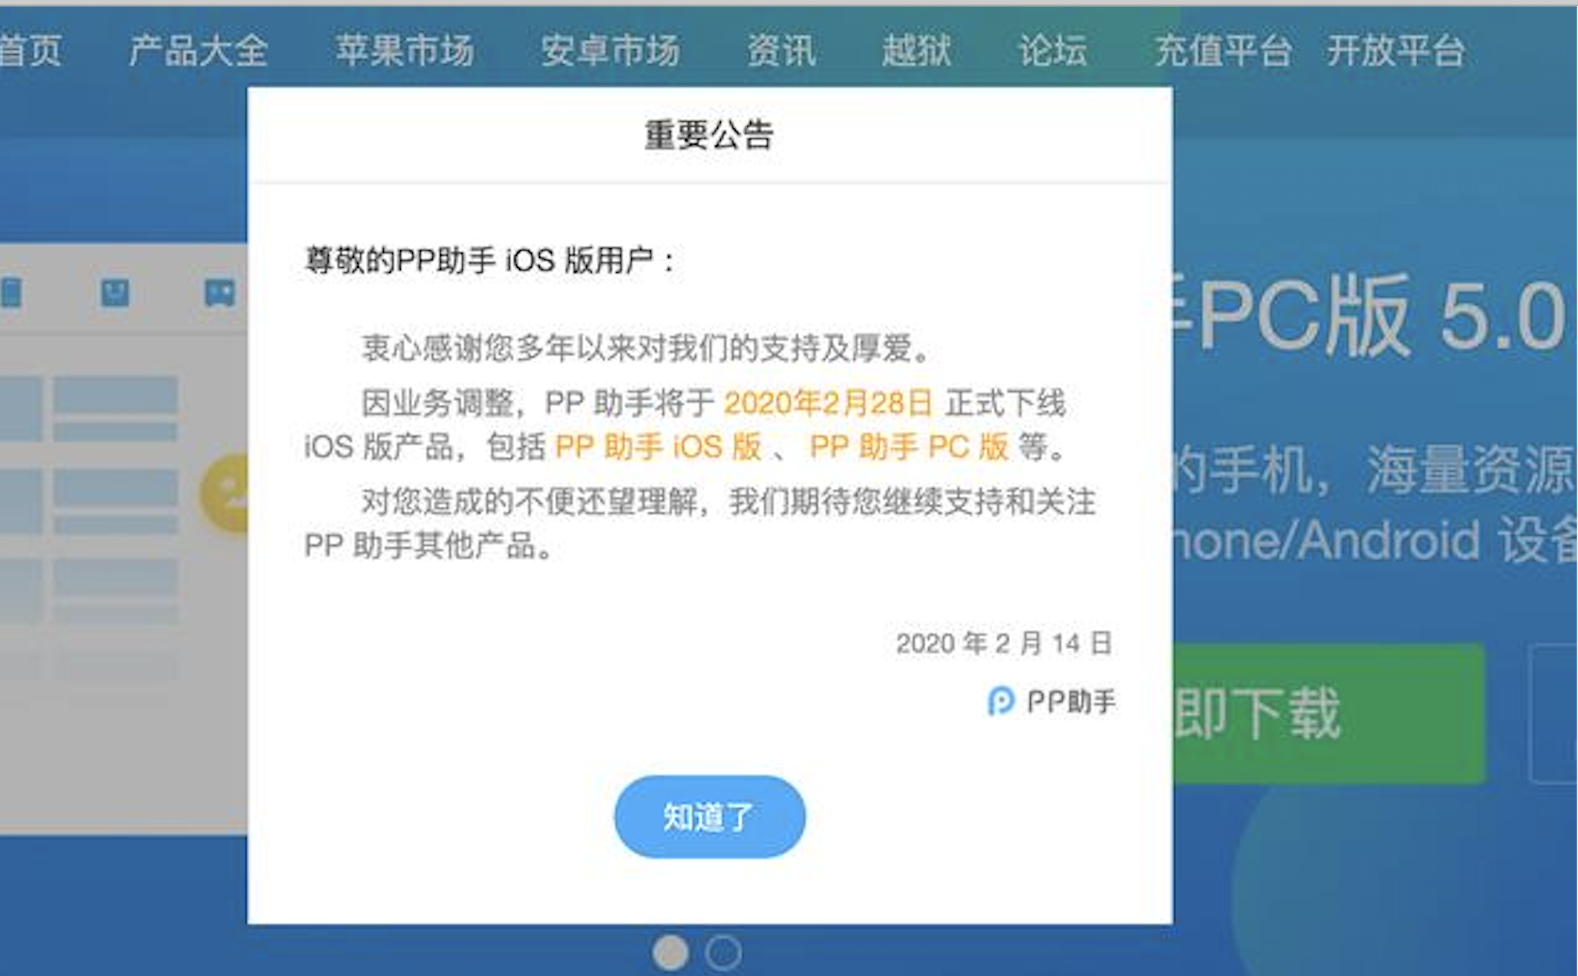 首页 产品大全 苹果市场 安卓市场 资讯 越狱 论坛 充值平台 开放平台
重要公告
尊敬的PP助手 iOS 版用户：
衷心感谢您多年以来对我们的支持及厚爱。
因业务调整，PP 助手将于 2020年2月28日 正式下线
iOS 版产品，包括 PP 助手 iOS 版 、 PP 助手 PC 版 等。
对您造成的不便还望理解，我们期待您继续支持和关注
PP 助手其他产品。
2020 年 2 月 14 日
PP助手
知道了
PC版 5.0
的手机，海量资源
hone/Android 设备
即下载